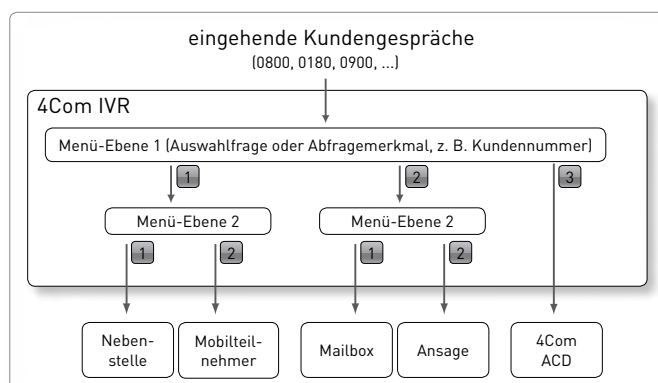 eingehende Kundengespräche
(0800, 0180, 0900, ...)
4Com IVR
Menü-Ebene 1 (Auswahlfrage oder Abfragemerkmal, z. B. Kundennummer)
1
2
3
Menü-Ebene 2
Menü-Ebene 2
1
2
1
2
Neben-
stelle
Mobilteil-
nehmer
Mailbox
Ansage
4Com
ACD